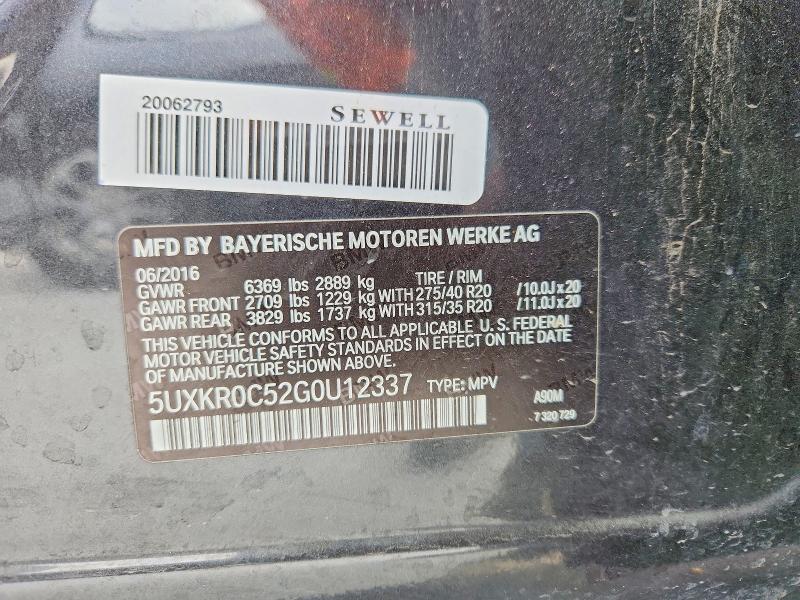 20062793
SEWELL
MFD BY BAYERISCHE MOTOREN WERKE AG
06/2016
GVWR 6369 lbs 2889 kg TIRE / RIM
GAWR FRONT 2709 lbs 1229 kg WITH 275/40 R20 /10.0J x 20
GAWR REAR 3829 lbs 1737 kg WITH 315/35 R20 /11.0J x 20
THIS VEHICLE CONFORMS TO ALL APPLICABLE U. S. FEDERAL
MOTOR VEHICLE SAFETY STANDARDS IN EFFECT ON THE DATE
OF MANUFACTURE SHOWN ABOVE.
5UXKR0C52G0U12337 TYPE: MPV A90M
7 320 729